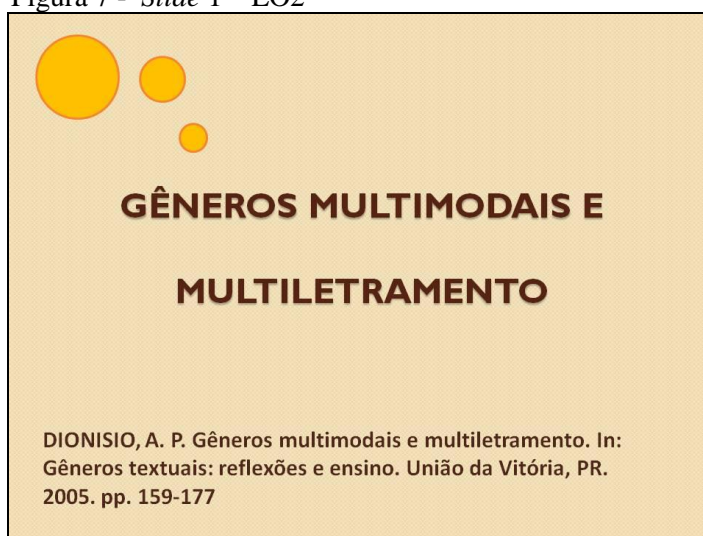 Figura 7 - Slide 1 - EO2
GÊNEROS MULTIMODAIS E
MULTILETRAMENTO
DIONISIO, A. P. Gêneros multimodais e multiletramento. In:
Gêneros textuais: reflexões e ensino. União da Vitória, PR.
2005. pp. 159-177